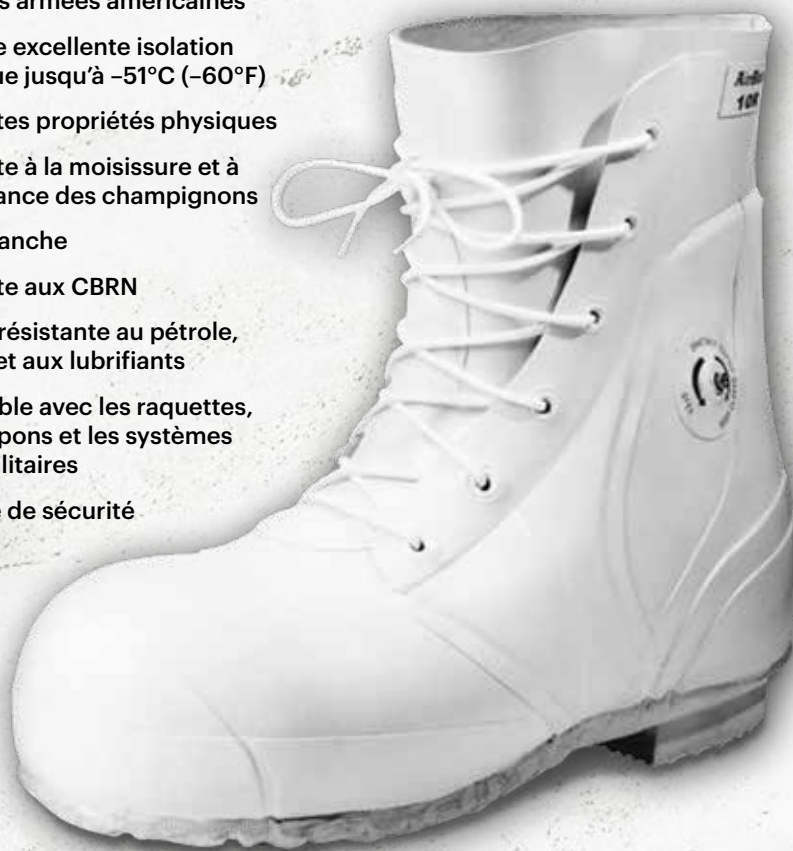 s armées américaines
e excellente isolation
ue jusqu'à –51°C (–60°F)
tes propriétés physiques
te à la moisissure et à
ance des champignons
anche
te aux CBRN
résistante au pétrole,
et aux lubrifiants
ble avec les raquettes,
pons et les systèmes
litaires
e de sécurité
10R